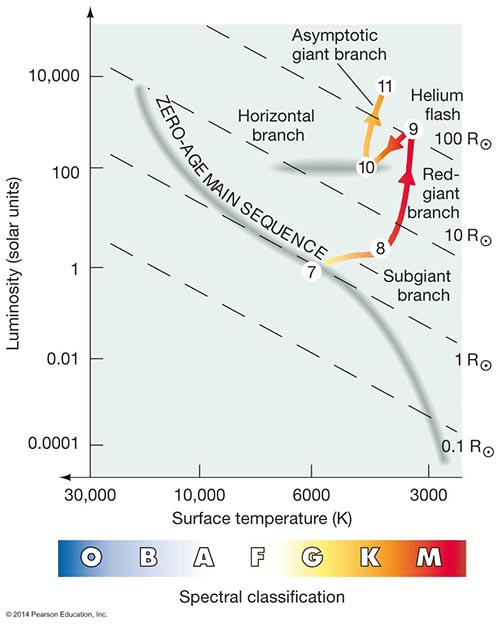 Asymptotic
giant branch
11
10,000
Helium
flash
9
100 R⊙
Horizontal
branch
ZERO-AGE MAIN SEQUENCE
10
100
Red-
giant
branch
10 R⊙
8
7
1
Subgiant
branch
1 R⊙
0.01
0.0001
0.1 R⊙
Luminosity (solar units)
30,000 10,000 6000 3000
Surface temperature (K)
O B A F G K M
Spectral classification
© 2014 Pearson Education, Inc.